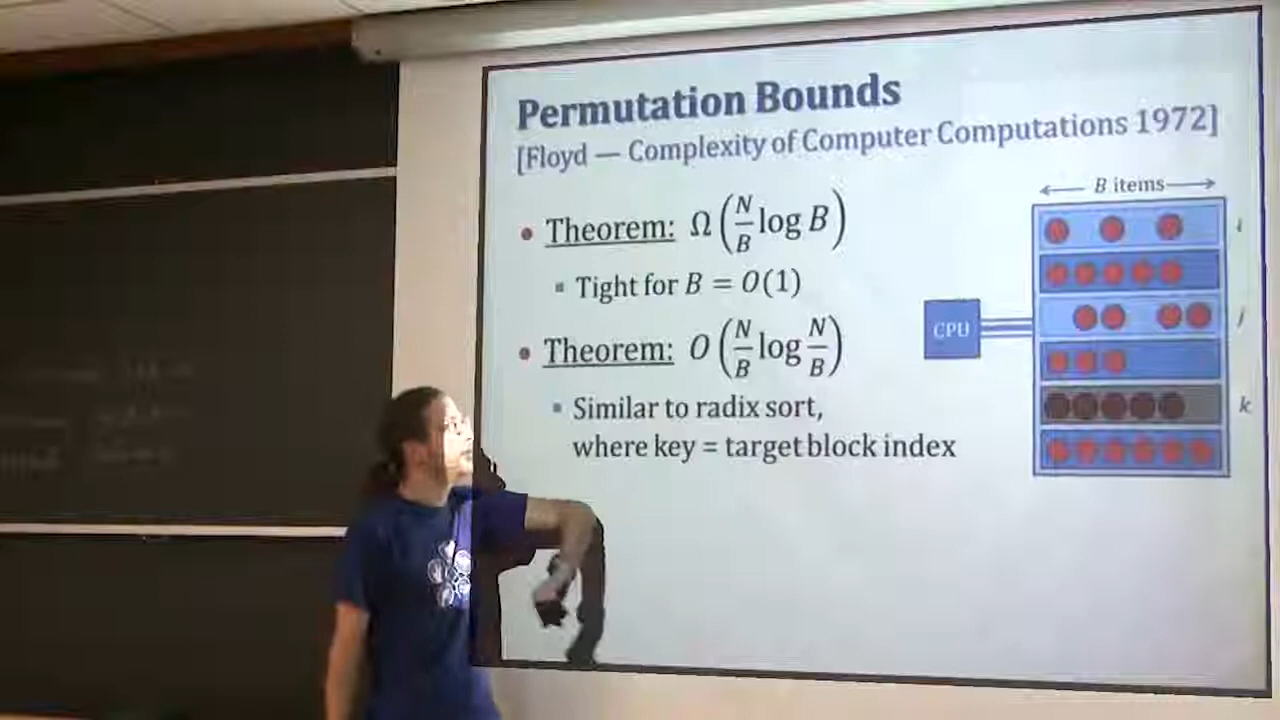 Permutation Bounds
[Floyd — Complexity of Computer Computations 1972]
• Theorem: Ω(N/B log B)
▪ Tight for B = O(1)
• Theorem: O(N/B log N/B)
▪ Similar to radix sort,
where key = target block index
B items
i
j
CPU
k